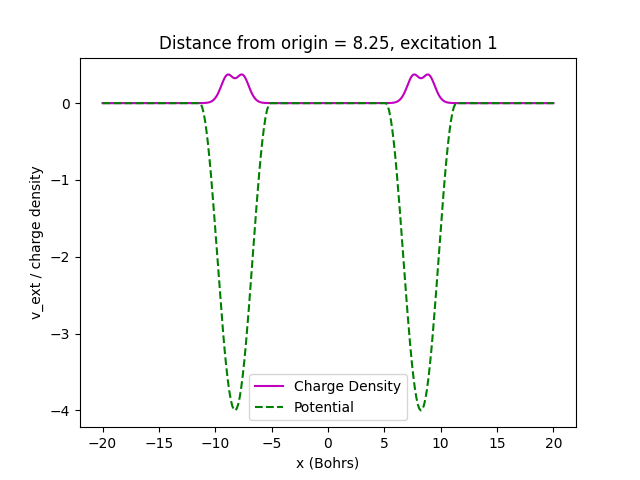 Distance from origin = 8.25, excitation 1
v_ext / charge density
0
−1
−2
−3
−4
Charge Density
Potential
−20
−15
−10
−5
0
5
10
15
20
x (Bohrs)